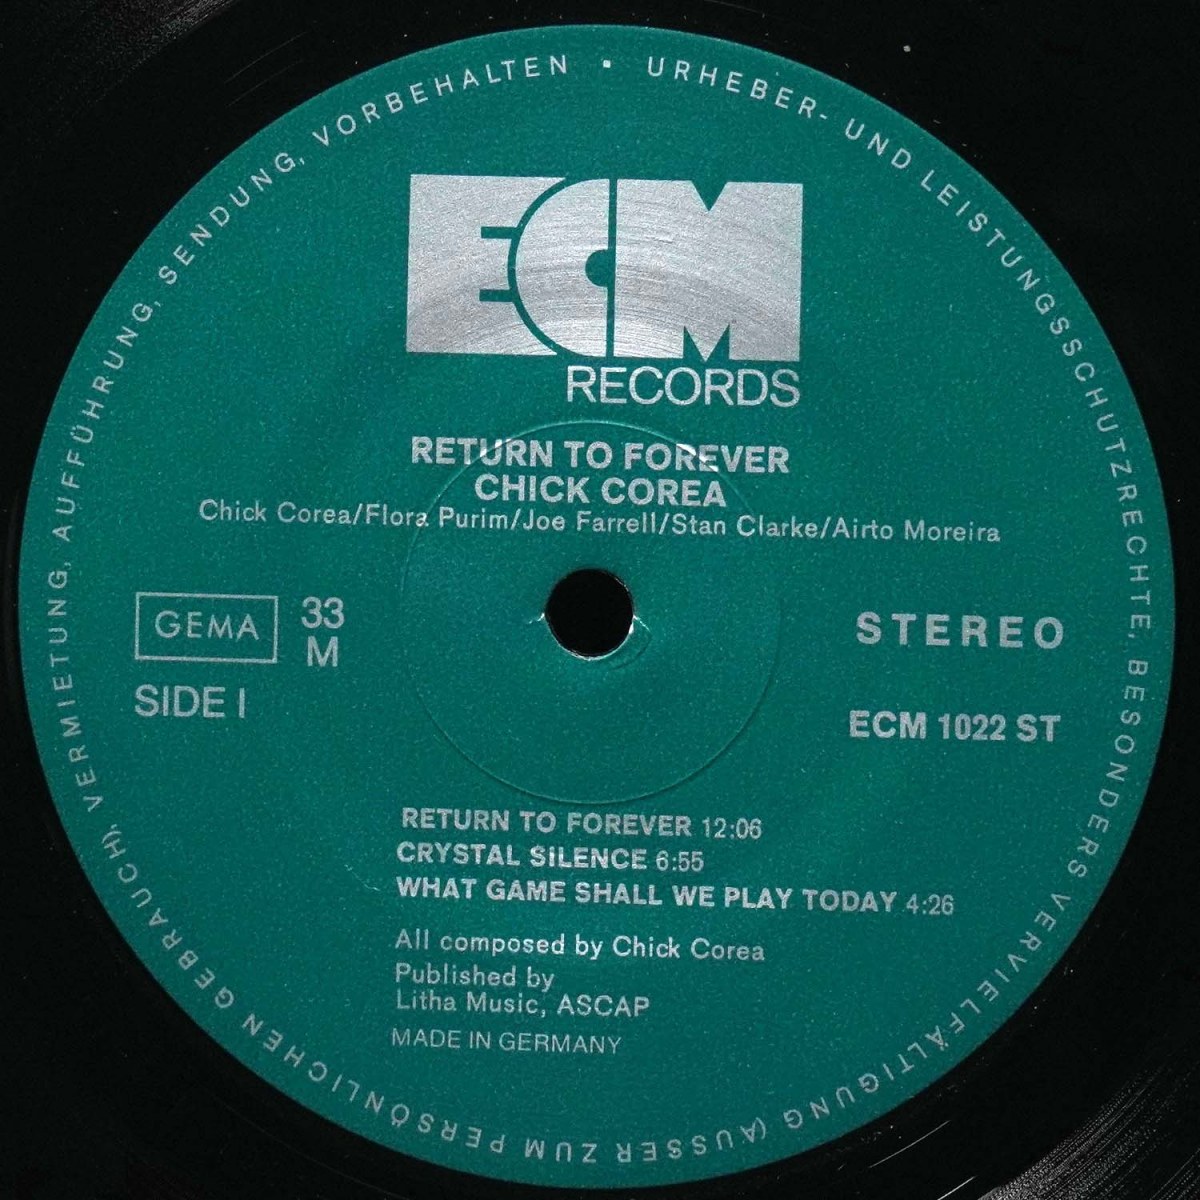 URHEBER- UND LEISTUNGSSCHUTZRECHTE, BESONDERS VERVIELFÄLTIGUNG (AUSSER ZUM PERSÖNLICHEN GEBRAUCH), VERMIETUNG, AUFFÜHRUNG, SENDUNG, VORBEHALTEN •
ECM
RECORDS
RETURN TO FOREVER
CHICK COREA
Chick Corea/Flora Purim/Joe Farrell/Stan Clarke/Airto Moreira
GEMA 33 STEREO
M
SIDE I ECM 1022 ST
RETURN TO FOREVER 12:06
CRYSTAL SILENCE 6:55
WHAT GAME SHALL WE PLAY TODAY 4:26
All composed by Chick Corea
Published by
Litha Music, ASCAP
MADE IN GERMANY